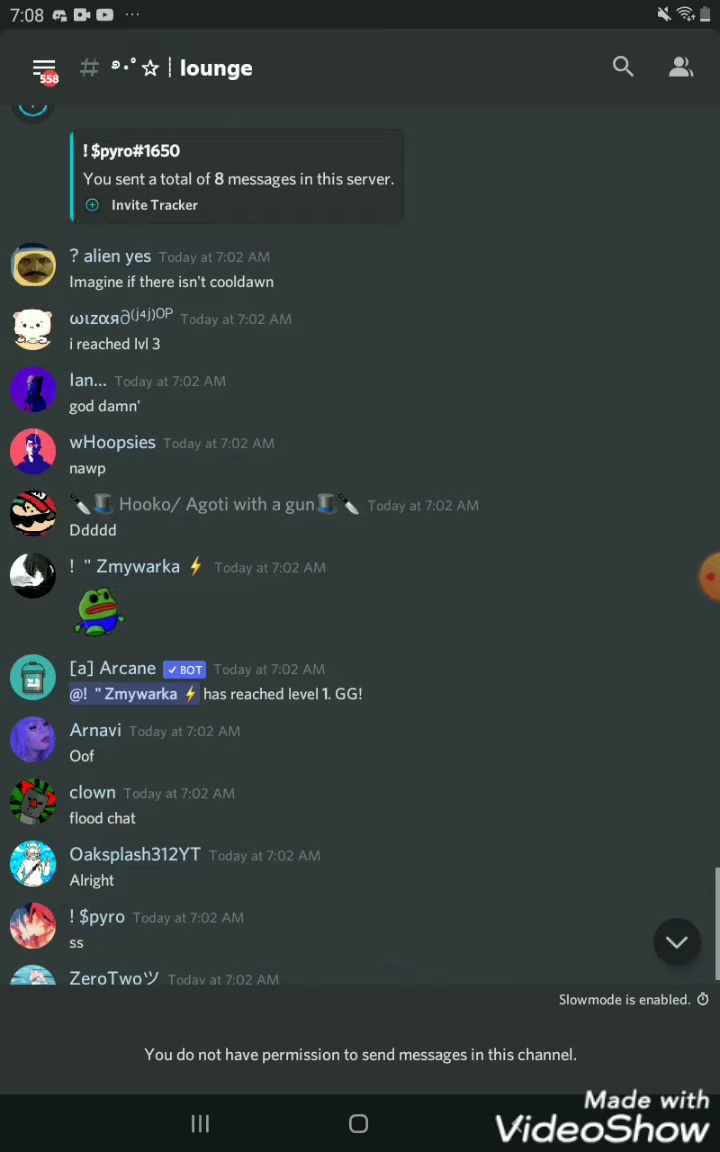 7:08
558
# ୭˖° ☆ | lounge
! $pyro#1650
You sent a total of 8 messages in this server.
Invite Tracker
? alien yes Today at 7:02 AM
Imagine if there isn't cooldawn
ωιzαя∂⁽ʲ⁴ʲ⁾ᴼᴾ Today at 7:02 AM
i reached lvl 3
Ian... Today at 7:02 AM
god damn'
wHoopsies Today at 7:02 AM
nawp
🔪🎩 Hooko/ Agoti with a gun🎩🔪 Today at 7:02 AM
Ddddd
! " Zmywarka ⚡ Today at 7:02 AM
[a] Arcane ✓ BOT Today at 7:02 AM
@! " Zmywarka ⚡ has reached level 1. GG!
Arnavi Today at 7:02 AM
Oof
clown Today at 7:02 AM
flood chat
Oaksplash312YT Today at 7:02 AM
Alright
! $pyro Today at 7:02 AM
ss
ZeroTwoツ Today at 7:02 AM
Slowmode is enabled.
You do not have permission to send messages in this channel.
Made with
VideoShow